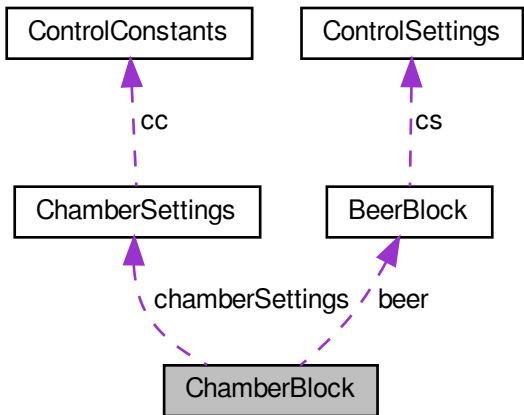 ControlConstants
ControlSettings
cc
cs
ChamberSettings
BeerBlock
chamberSettings
beer
ChamberBlock